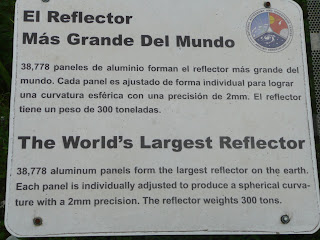 El Reflector
Más Grande Del Mundo
38,778 paneles de aluminio forman el reflector más grande del
mundo. Cada panel es ajustado de forma individual para lograr
una curvatura esférica con una precisión de 2mm. El reflector
tiene un peso de 300 toneladas.
The World's Largest Reflector
38,778 aluminum panels form the largest reflector on the earth.
Each panel is individually adjusted to produce a spherical curva-
ture with a 2mm precision. The reflector weights 300 tons.